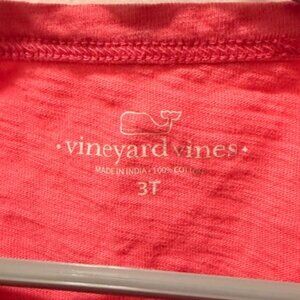 • vineyard vines •
MADE IN INDIA • 100% COTTON
3T